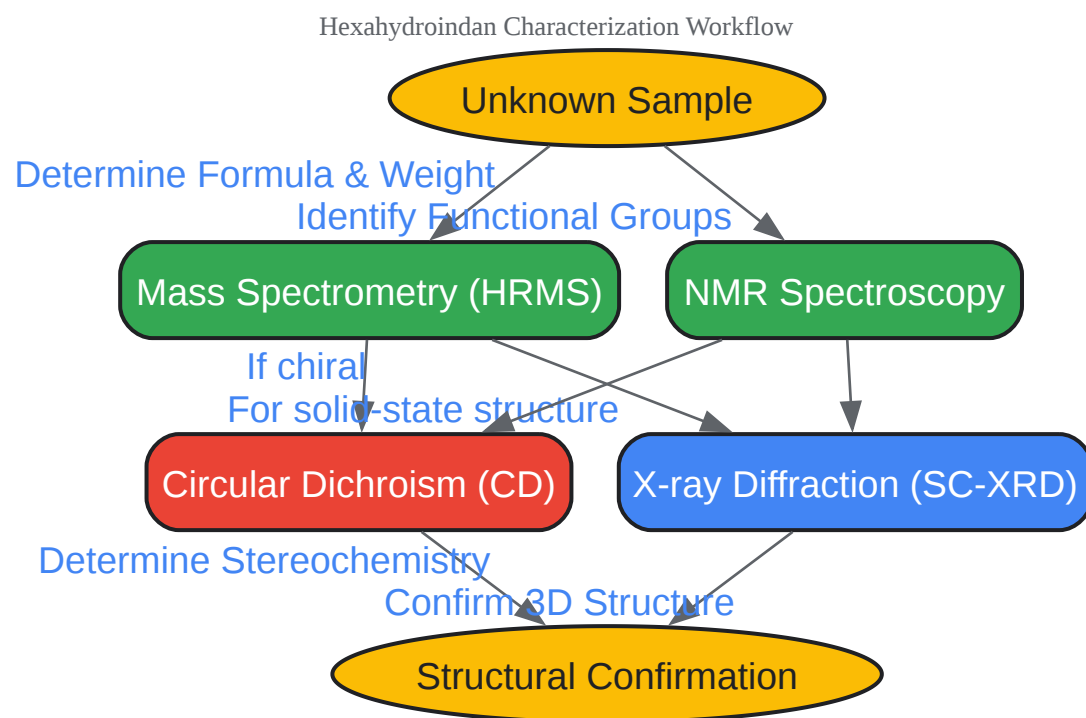 Hexahydroindan Characterization Workflow
Unknown Sample
Determine Formula & Weight
Identify Functional Groups
Mass Spectrometry (HRMS)
NMR Spectroscopy
If chiral
For solid-state structure
Circular Dichroism (CD)
X-ray Diffraction (SC-XRD)
Determine Stereochemistry
Confirm 3D Structure
Structural Confirmation